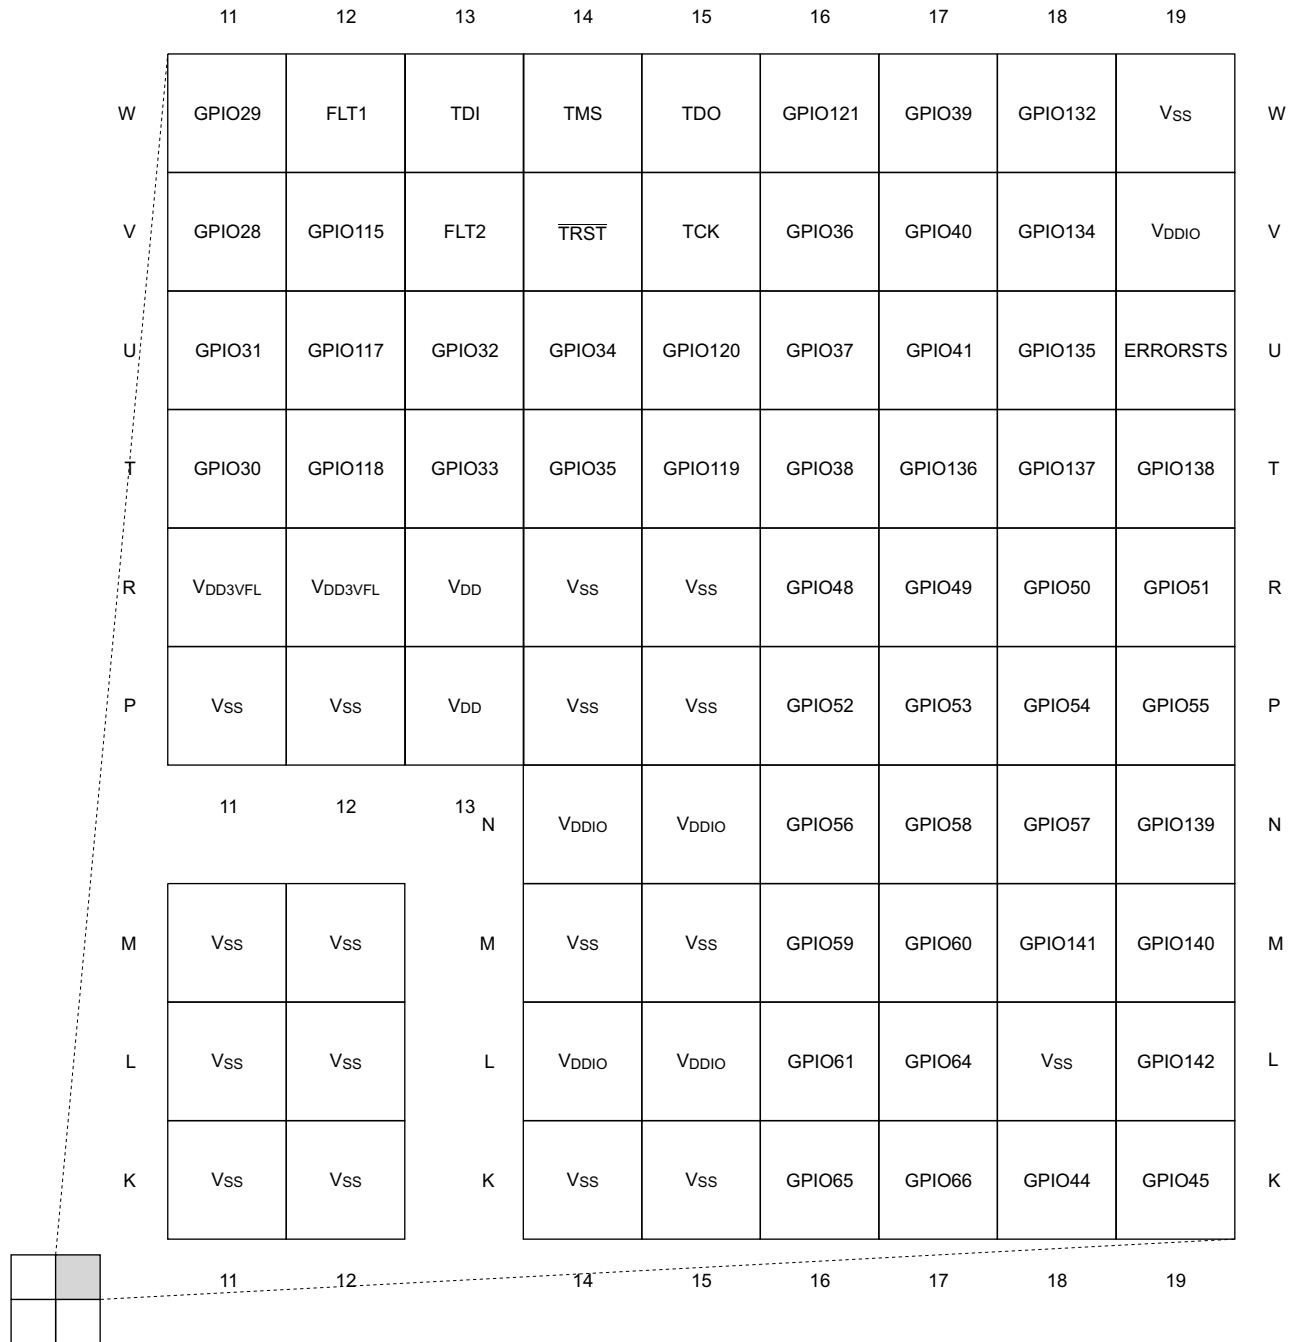 11 12 13 14 15 16 17 18 19
W GPIO29 FLT1 TDI TMS TDO GPIO121 GPIO39 GPIO132 VSS W
V GPIO28 GPIO115 FLT2 T̅R̅S̅T̅ TCK GPIO36 GPIO40 GPIO134 VDDIO V
U GPIO31 GPIO117 GPIO32 GPIO34 GPIO120 GPIO37 GPIO41 GPIO135 ERRORSTS U
T GPIO30 GPIO118 GPIO33 GPIO35 GPIO119 GPIO38 GPIO136 GPIO137 GPIO138 T
R VDD3VFL VDD3VFL VDD VSS VSS GPIO48 GPIO49 GPIO50 GPIO51 R
P VSS VSS VDD VSS VSS GPIO52 GPIO53 GPIO54 GPIO55 P
11 12 13
N VDDIO VDDIO GPIO56 GPIO58 GPIO57 GPIO139 N
M VSS VSS M VSS VSS GPIO59 GPIO60 GPIO141 GPIO140 M
L VSS VSS L VDDIO VDDIO GPIO61 GPIO64 VSS GPIO142 L
K VSS VSS K VSS VSS GPIO65 GPIO66 GPIO44 GPIO45 K
11 12 14 15 16 17 18 19